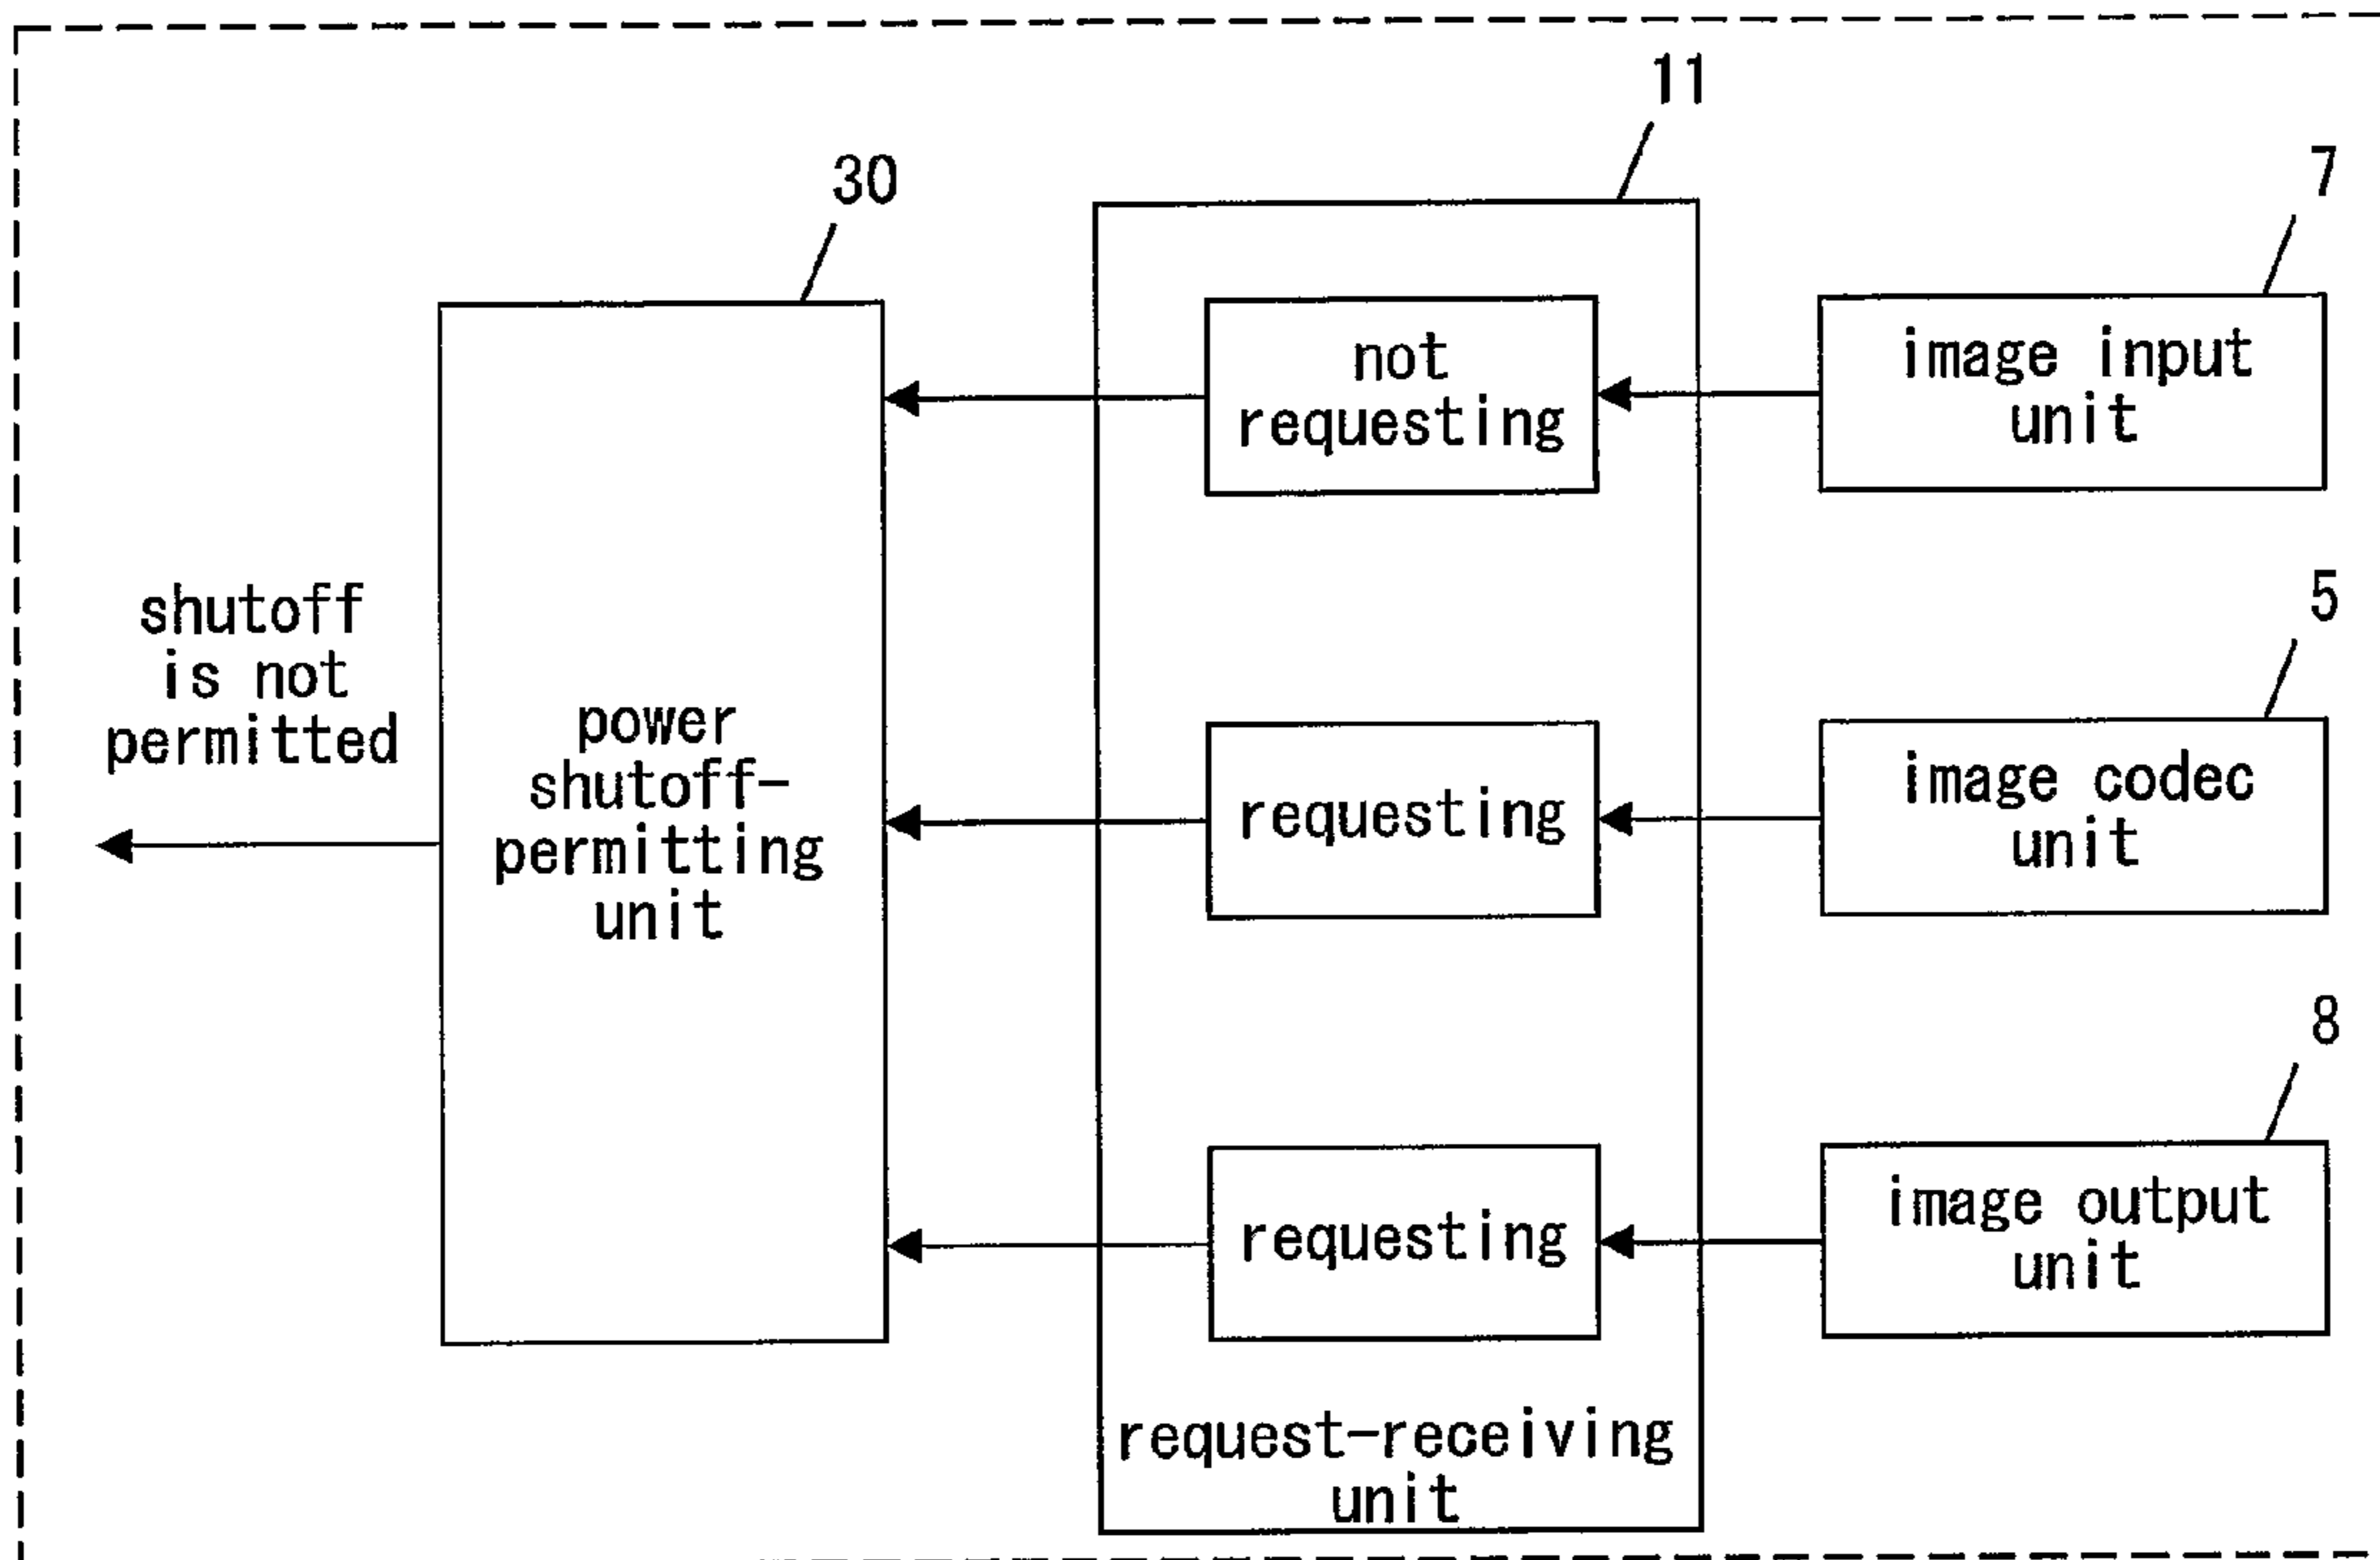 11
30
7
not
requesting
image input
unit
shutoff
is not
permitted
power
shutoff-
permitting
unit
5
requesting
image codec
unit
8
requesting
image output
unit
request-receiving
unit